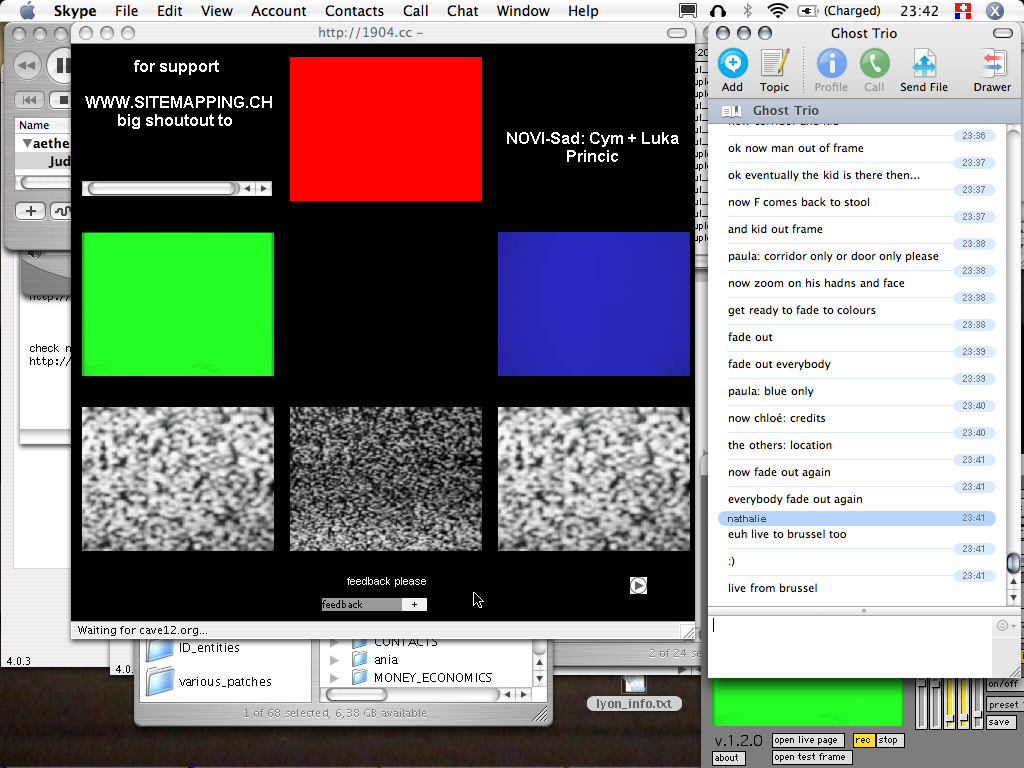 Skype File Edit View Account Contacts Call Chat Window Help (Charged) 23:42 X
http://1904.cc –
Ghost Trio
for support
WWW.SITEMAPPING.CH
big shoutout to
NOVI-Sad: Cym + Luka
Princic
Name
aethe
Jud
check n
http://
4.0.3
4.0.
feedback please
feedback +
Waiting for cave12.org...
ID_entities
various_patches
CONTACTS
ania
MONEY_ECONOMICS
1 of 68 selected, 6,38 GB available
2 of 24 se
lyon_info.txt
Add Topic Profile Call Send File Drawer
Ghost Trio
23:36
ok now man out of frame
23:37
ok eventually the kid is there then...
23:37
now F comes back to stool
23:37
and kid out frame
23:38
paula: corridor only or door only please
23:38
now zoom on his hadns and face
23:38
get ready to fade to colours
23:38
fade out
23:39
fade out everybody
23:39
paula: blue only
23:40
now chloé: credits
23:40
the others: location
23:41
now fade out again
23:41
everybody fade out again
nathalie 23:41
euh live to brussel too
23:41
:)
23:41
live from brussel
on/off
preset
save
v.1.2.0 open live page rec stop
about open test frame